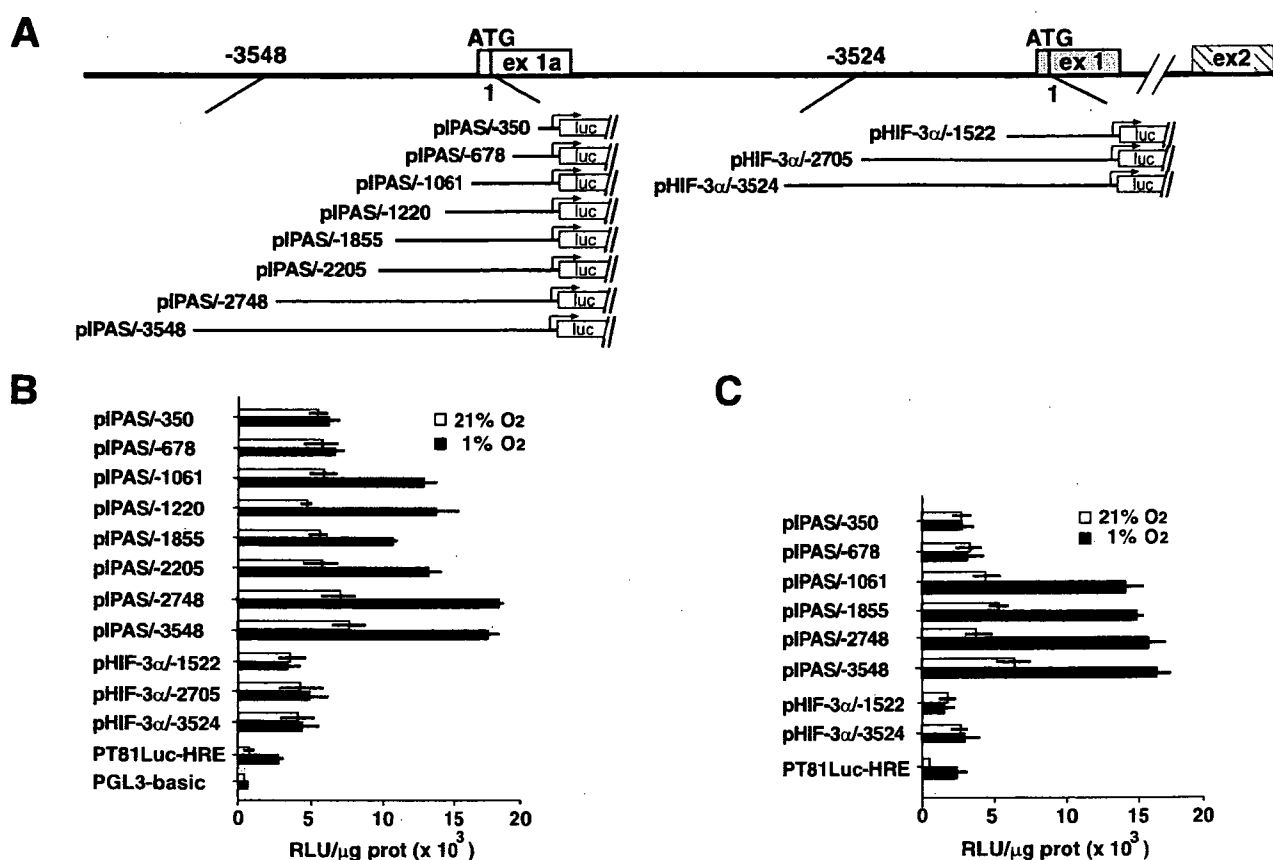 A
-3548
ATG
ex 1a
1
-3524
ATG
ex 1
1
ex2
pIPAS/-350
luc
pIPAS/-678
luc
pIPAS/-1061
luc
pIPAS/-1220
luc
pIPAS/-1855
luc
pIPAS/-2205
luc
pIPAS/-2748
luc
pIPAS/-3548
luc
pHIF-3α/-1522
luc
pHIF-3α/-2705
luc
pHIF-3α/-3524
luc
B
21% O2
1% O2
pIPAS/-350
pIPAS/-678
pIPAS/-1061
pIPAS/-1220
pIPAS/-1855
pIPAS/-2205
pIPAS/-2748
pIPAS/-3548
pHIF-3α/-1522
pHIF-3α/-2705
pHIF-3α/-3524
PT81Luc-HRE
PGL3-basic
0 5 10 15 20
RLU/μg prot (x 10³)
C
21% O2
1% O2
pIPAS/-350
pIPAS/-678
pIPAS/-1061
pIPAS/-1855
pIPAS/-2748
pIPAS/-3548
pHIF-3α/-1522
pHIF-3α/-3524
PT81Luc-HRE
0 5 10 15 20
RLU/μg prot (x 10³)